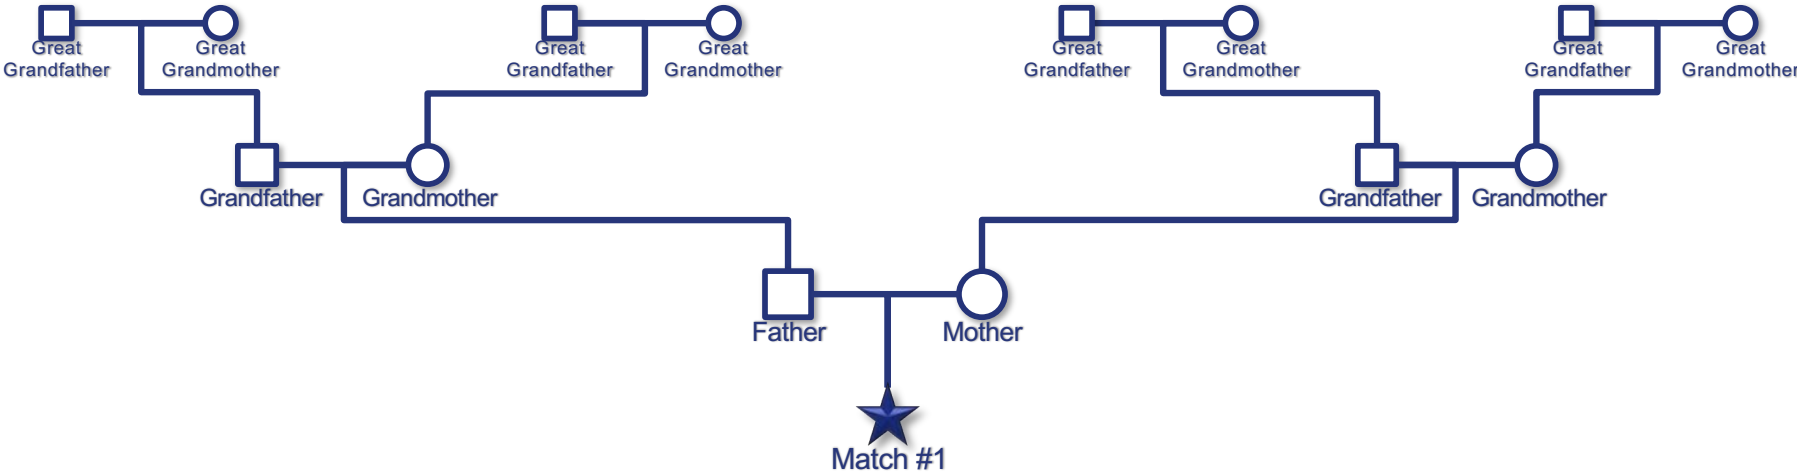 Great Grandfather
Great Grandmother
Great Grandfather
Great Grandmother
Great Grandfather
Great Grandmother
Great Grandfather
Great Grandmother
Grandfather
Grandmother
Grandfather
Grandmother
Father
Mother
Match #1